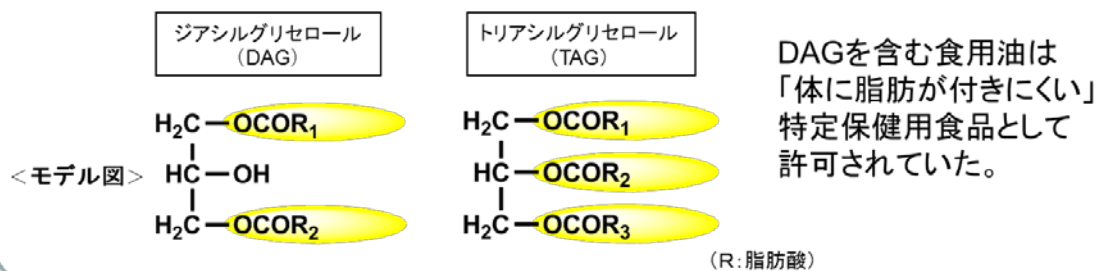 ジアシルグリセロール
(DAG)
H₂C－OCOR₁
HC－OH
H₂C－OCOR₂
トリアシルグリセロール
(TAG)
H₂C－OCOR₁
HC－OCOR₂
H₂C－OCOR₃
＜モデル図＞
(R:脂肪酸)
DAGを含む食用油は
「体に脂肪が付きにくい」
特定保健用食品として
許可されていた。